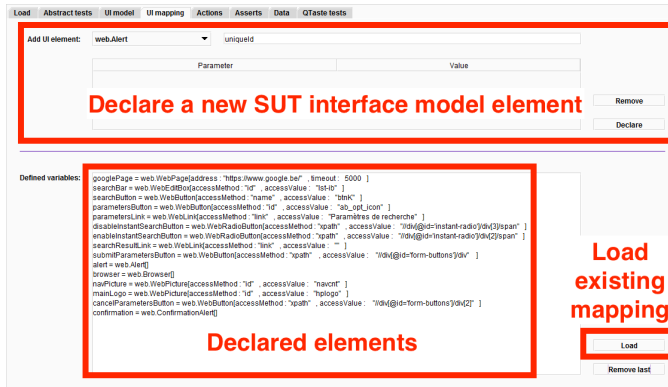 Load Abstract tests UI model UI mapping Actions Asserts Data QTaste tests
Add UI element: web.Alert uniqueId
Parameter Value
Declare a new SUT interface model element
Remove
Declare
Defined variables:
googlePage = web.WebPage[address : "https://www.google.be/" , timeout : 5000 ]
searchBar = web.WebEditBox[accessMethod : "id" , accessValue : "lst-ib" ]
searchButton = web.WebButton[accessMethod : "name" , accessValue : "btnK" ]
parametersButton = web.WebButton[accessMethod : "id" , accessValue : "ab_opt_icon" ]
parametersLink = web.WebLink[accessMethod : "link" , accessValue : "Paramètres de recherche" ]
disableInstantSearchButton = web.WebRadioButton[accessMethod : "xpath" , accessValue : "//div[@id='instant-radio']/div[3]/span" ]
enableInstantSearchButton = web.WebRadioButton[accessMethod : "xpath" , accessValue : "//div[@id='instant-radio']/div[2]/span" ]
searchResultLink = web.WebLink[accessMethod : "link" , accessValue : "" ]
submitParametersButton = web.WebButton[accessMethod : "xpath" , accessValue : "//div[@id='form-buttons']/div" ]
alert = web.Alert[]
browser = web.Browser[]
navPicture = web.WebPicture[accessMethod : "id" , accessValue : "navcnt" ]
mainLogo = web.WebPicture[accessMethod : "id" , accessValue : "hplogo" ]
cancelParametersButton = web.WebButton[accessMethod : "xpath" , accessValue : "//div[@id='form-buttons']/div[2]" ]
confirmation = web.ConfirmationAlert[]
Declared elements
Load
existing
mapping
Load
Remove last